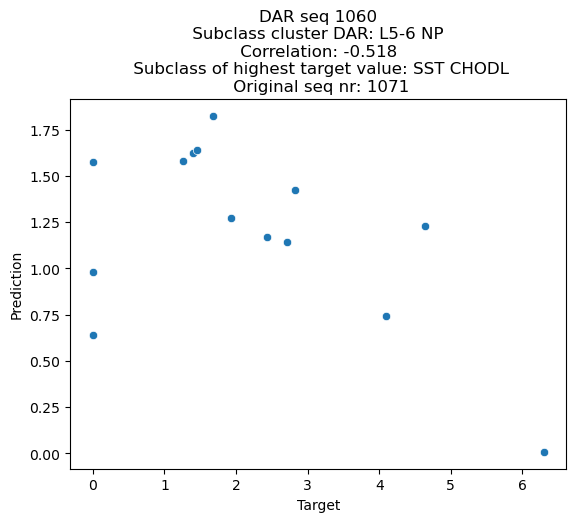 DAR seq 1060
Subclass cluster DAR: L5-6 NP
Correlation: -0.518
Subclass of highest target value: SST CHODL
Original seq nr: 1071
1.75
1.50
1.25
1.00
0.75
0.50
0.25
0.00
Prediction
0 1 2 3 4 5 6
Target